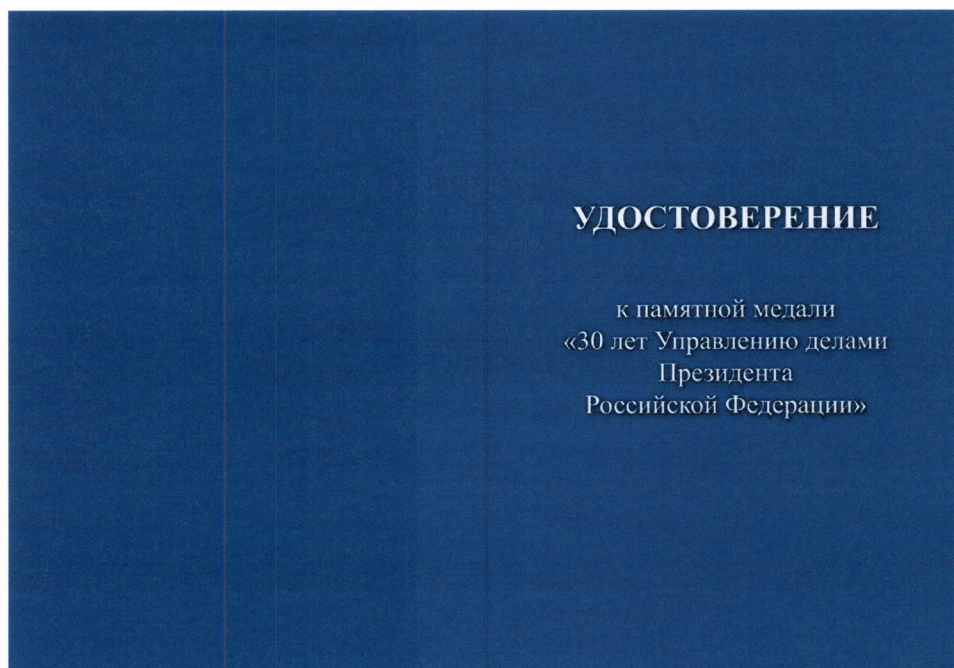 УДОСТОВЕРЕНИЕ
к памятной медали
«30 лет Управлению делами
Президента
Российской Федерации»